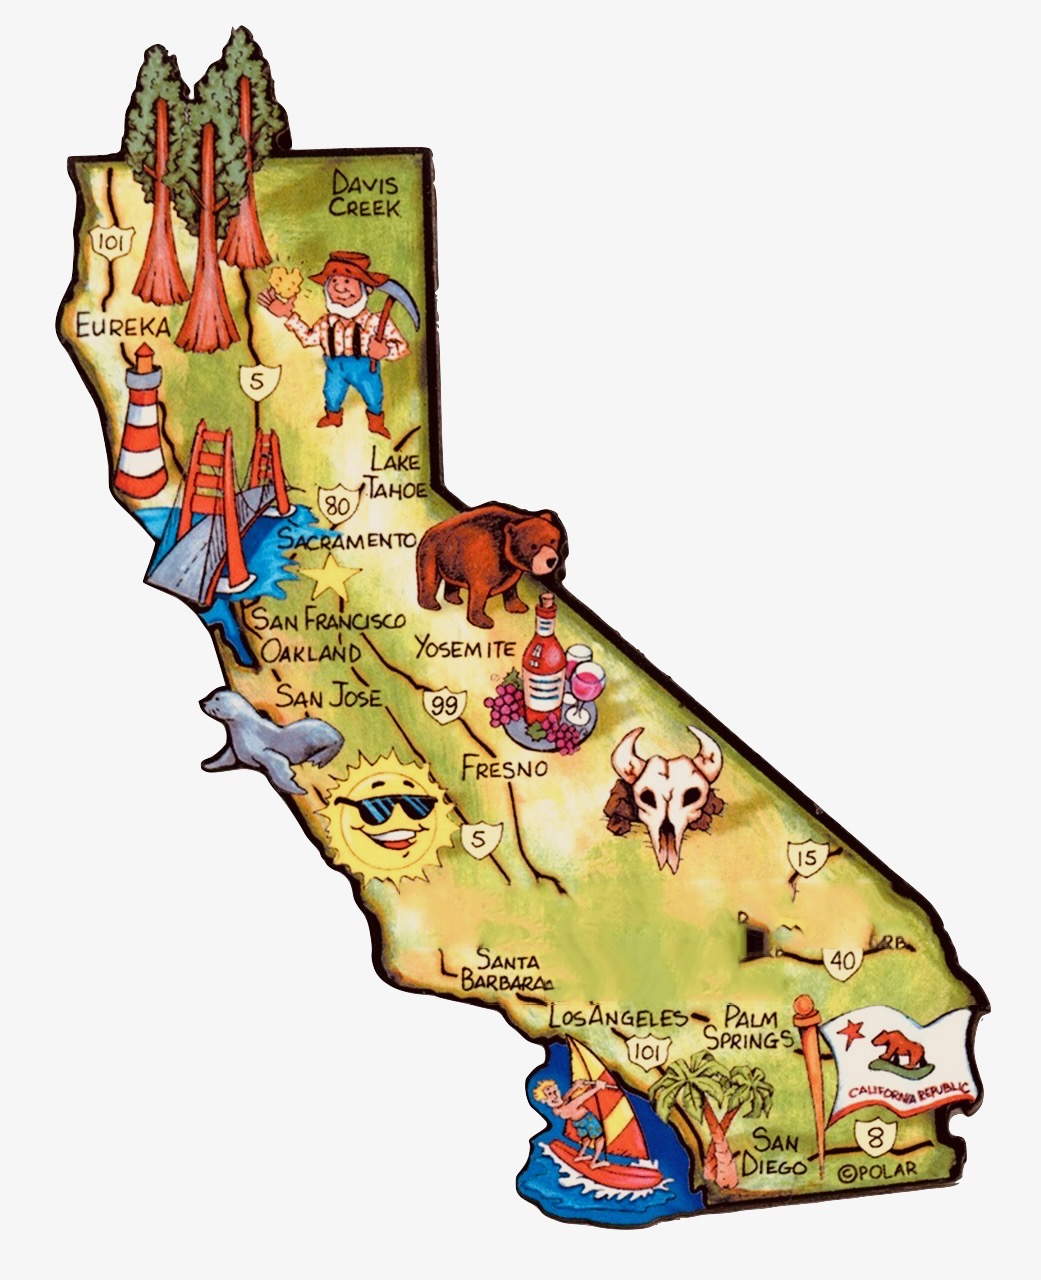 DAVIS
CREEK
101
EUREKA
5
LAKE
TAHOE
80
SACRAMENTO
SAN FRANCISCO
OAKLAND
YOSEMITE
SAN JOSE
99
FRESNO
5
15
40
SANTA
BARBARA
LOS ANGELES
PALM
SPRINGS
101
CALIFORNIA REPUBLIC
SAN
DIEGO
8
©POLAR